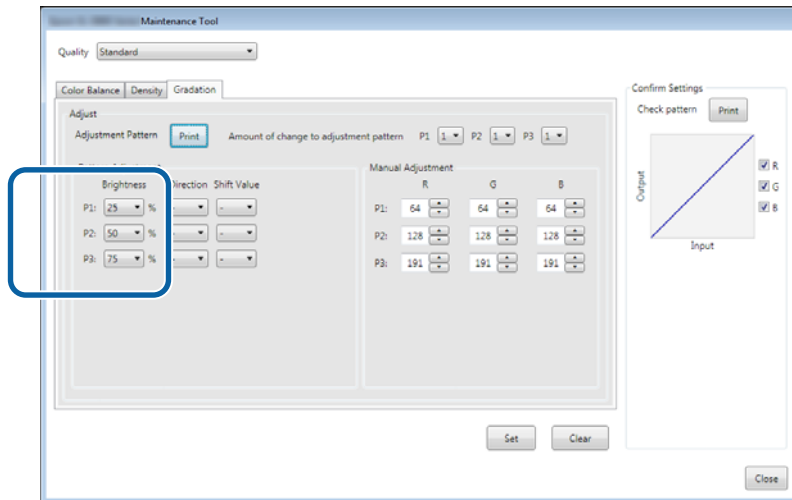 Maintenance Tool
Quality Standard
Color Balance Density Gradation
Adjust
Adjustment Pattern Print Amount of change to adjustment pattern P1 1 P2 1 P3 1
Manual Adjustment
Brightness Direction Shift Value R G B
P1: 25 % - - P1: 64 64 64
P2: 50 % - - P2: 128 128 128
P3: 75 % - - P3: 191 191 191
Set Clear
Confirm Settings
Check pattern Print
Output
R
G
B
Input
Close